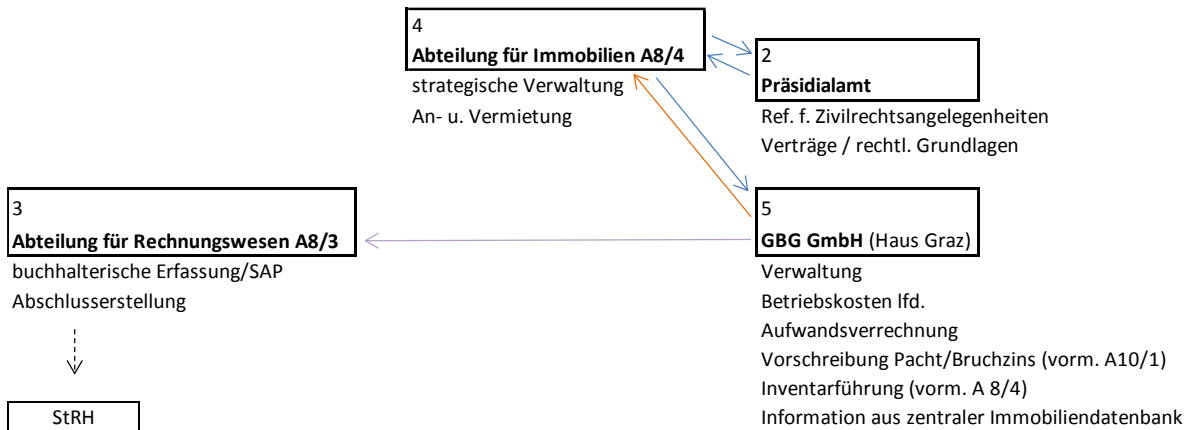 4
Abteilung für Immobilien A8/4
strategische Verwaltung
An- u. Vermietung
2
Präsidialamt
Ref. f. Zivilrechtsangelegenheiten
Verträge / rechtl. Grundlagen
3
Abteilung für Rechnungswesen A8/3
buchhalterische Erfassung/SAP
Abschlusserstellung
StRH
5
GBG GmbH (Haus Graz)
Verwaltung
Betriebskosten lfd.
Aufwandsverrechnung
Vorschreibung Pacht/Bruchzins (vorm. A10/1)
Inventarführung (vorm. A 8/4)
Information aus zentraler Immobiliendatenbank